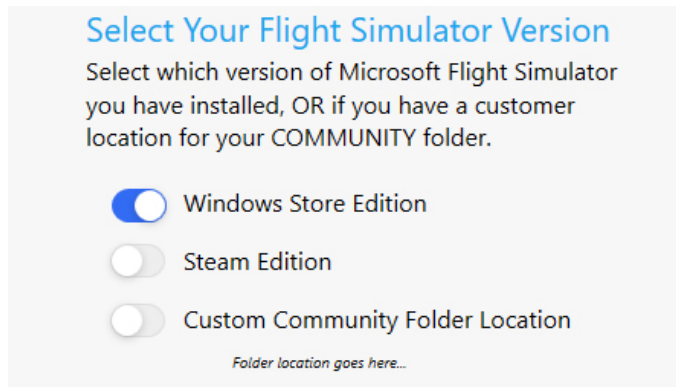 Select Your Flight Simulator Version
Select which version of Microsoft Flight Simulator
you have installed, OR if you have a customer
location for your COMMUNITY folder.
Windows Store Edition
Steam Edition
Custom Community Folder Location
Folder location goes here...